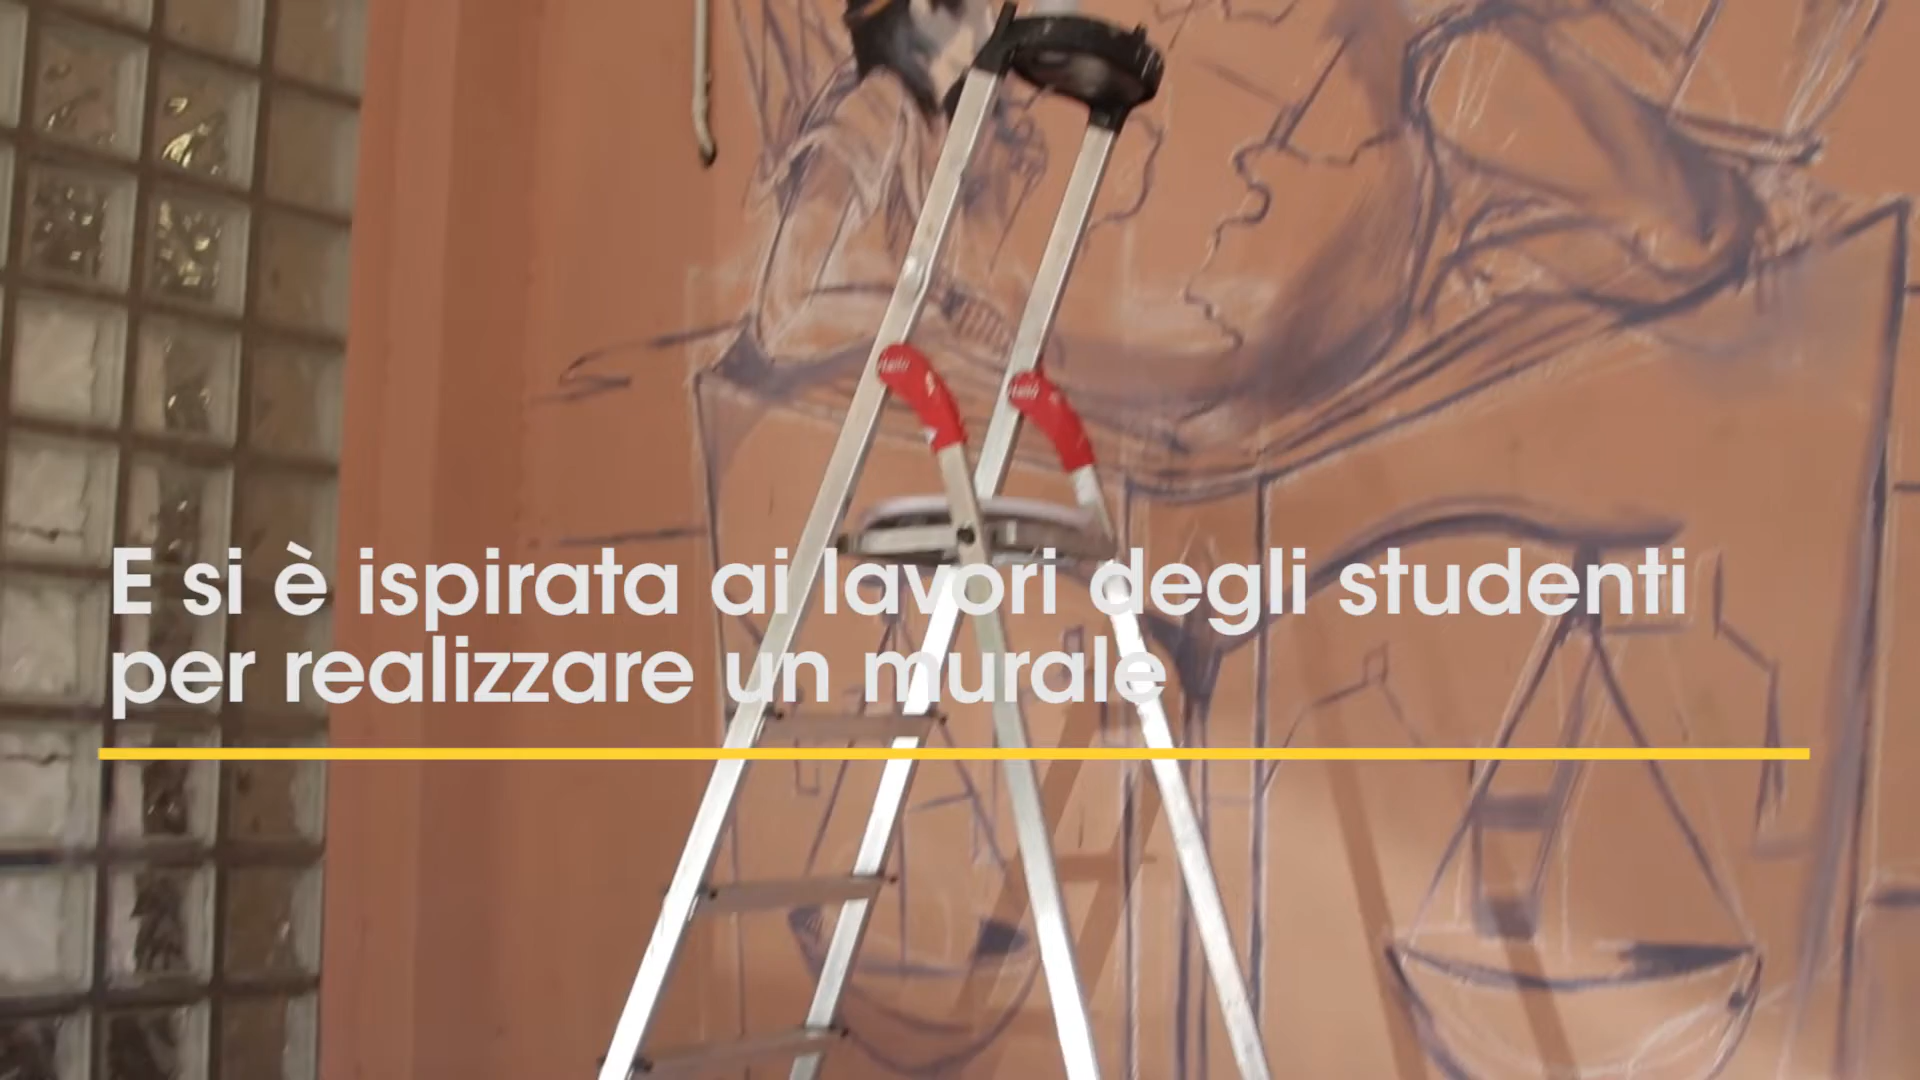 E si è ispirata ai lavori degli studenti
per realizzare un murale